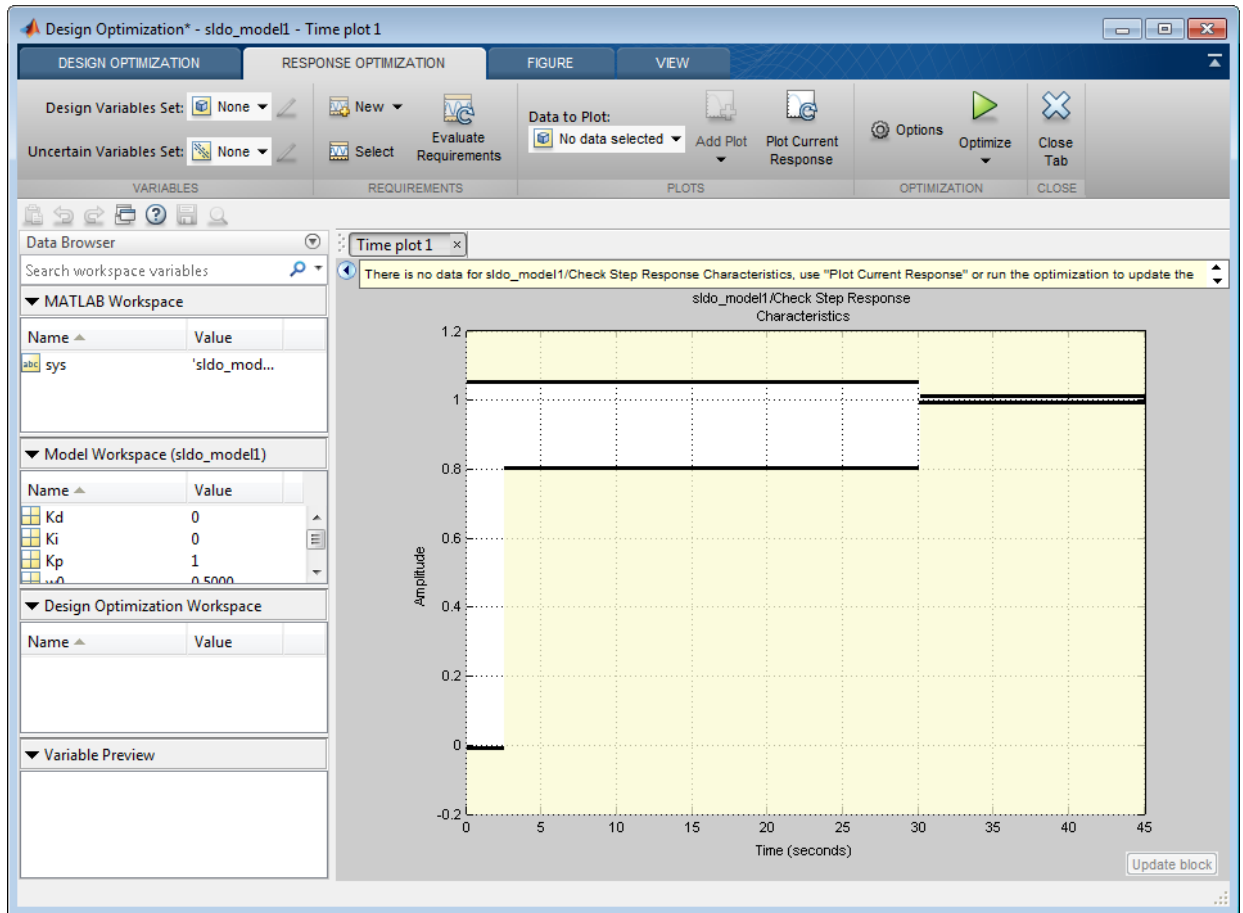 Design Optimization* - sldo_model1 - Time plot 1
DESIGN OPTIMIZATION
RESPONSE OPTIMIZATION
FIGURE
VIEW
Design Variables Set:
None
Uncertain Variables Set:
None
VARIABLES
New
Select
Evaluate
Requirements
REQUIREMENTS
Data to Plot:
No data selected
Add Plot
Plot Current
Response
PLOTS
Options
Optimize
OPTIMIZATION
Close
Tab
CLOSE
Data Browser
Search workspace variables
MATLAB Workspace
Name Value
abc sys 'sldo_mod...
Model Workspace (sldo_model1)
Name Value
Kd 0
Ki 0
Kp 1
w0 0.5000
Design Optimization Workspace
Name Value
Variable Preview
Time plot 1
There is no data for sldo_model1/Check Step Response Characteristics, use "Plot Current Response" or run the optimization to update the
sldo_model1/Check Step Response
Characteristics
1.2
1
0.8
0.6
0.4
0.2
0
-0.2
Amplitude
0 5 10 15 20 25 30 35 40 45
Time (seconds)
Update block